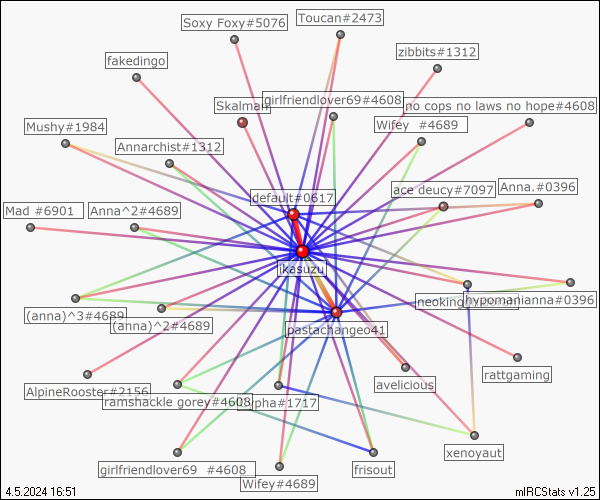 Soxy Foxy#5076
Toucan#2473
zibbits#1312
fakedingo
Skalman
girlfriendlover69#4608
no cops no laws no hope#4608
Mushy#1984
Wifey #4689
Annarchist#1312
default#0617
ace deucy#7097
Anna.#0396
Mad #6901
Anna^2#4689
ikasuzu
hypomanianna#0396
(anna)^3#4689
(anna)^2#4689
pastachangeo41
rattgaming
avelicious
AlpineRooster#2156
ramshackle gorey#4608
xenoyaut
girlfriendlover69 #4608
Wifey#4689
frisout
4.5.2024 16:51
mIRCStats v1.25